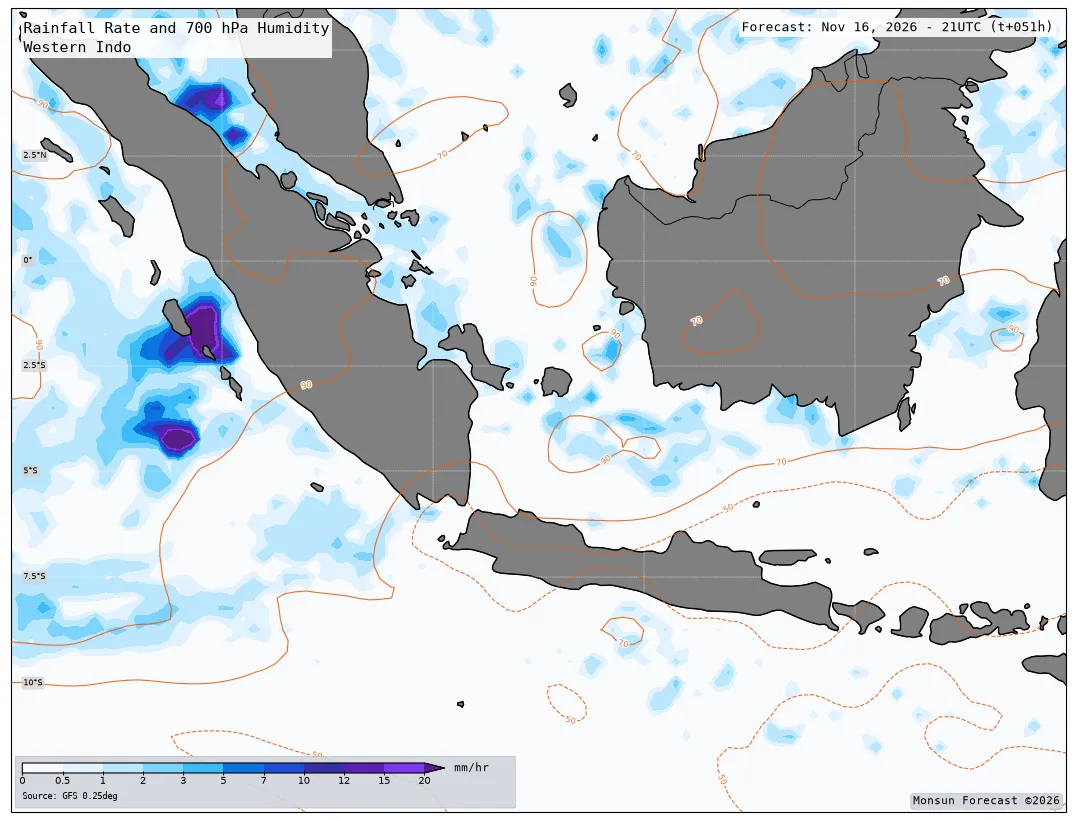 Rainfall Rate and 700 hPa Humidity
Western Indo
Forecast: Nov 16, 2026 - 21UTC (t+051h)
90
70
70
2.5°N
0°
90
70
70
90
90
90
2.5°S
90
90
70
5°S
50
7.5°S
70
10°S
50
50
50
0 0.5 1 2 3 5 7 10 12 15 20 mm/hr
Source: GFS 0.25deg
Monsun Forecast ©2026